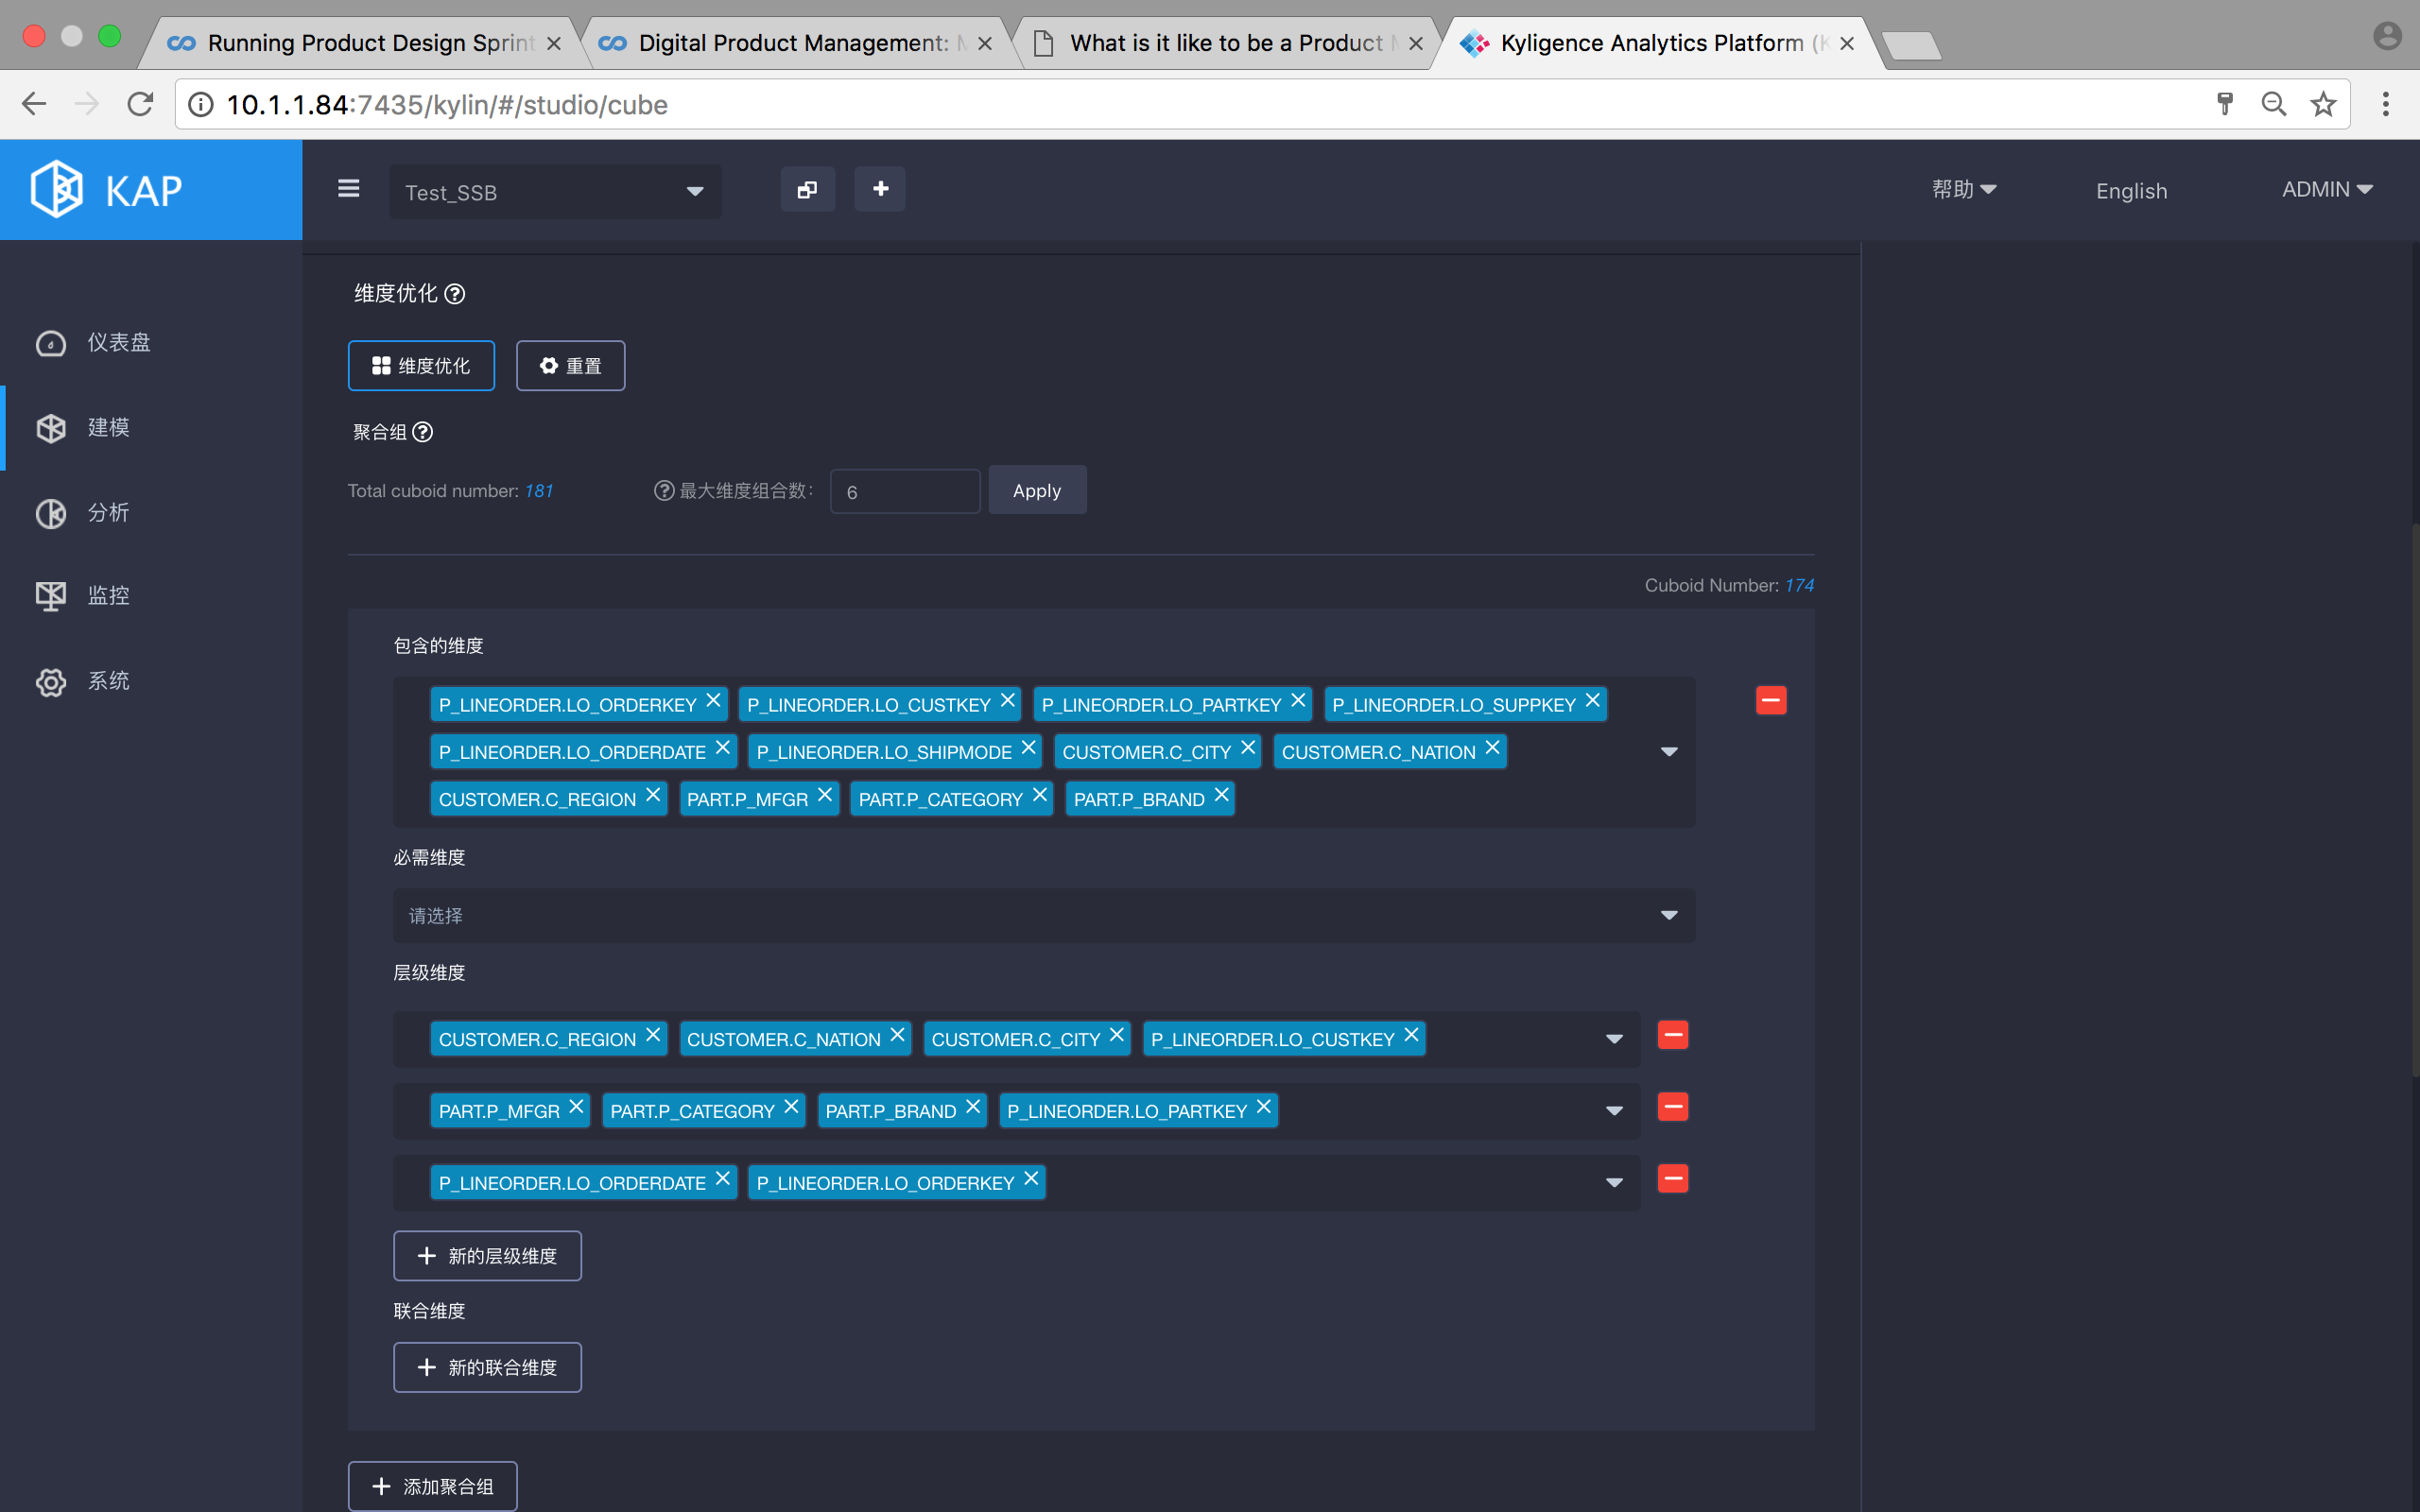 Running Product Design Sprint
Digital Product Management: M
What is it like to be a Product M
Kyligence Analytics Platform (K
10.1.1.84:7435/kylin/#/studio/cube
KAP
Test_SSB
帮助
English
ADMIN
仪表盘
建模
分析
监控
系统
维度优化
维度优化
重置
聚合组
Total cuboid number: 181
最大维度组合数:
6
Apply
Cuboid Number: 174
包含的维度
P_LINEORDER.LO_ORDERKEY P_LINEORDER.LO_CUSTKEY P_LINEORDER.LO_PARTKEY P_LINEORDER.LO_SUPPKEY
P_LINEORDER.LO_ORDERDATE P_LINEORDER.LO_SHIPMODE CUSTOMER.C_CITY CUSTOMER.C_NATION
CUSTOMER.C_REGION PART.P_MFGR PART.P_CATEGORY PART.P_BRAND
必需维度
请选择
层级维度
CUSTOMER.C_REGION CUSTOMER.C_NATION CUSTOMER.C_CITY P_LINEORDER.LO_CUSTKEY
PART.P_MFGR PART.P_CATEGORY PART.P_BRAND P_LINEORDER.LO_PARTKEY
P_LINEORDER.LO_ORDERDATE P_LINEORDER.LO_ORDERKEY
新的层级维度
联合维度
新的联合维度
添加聚合组